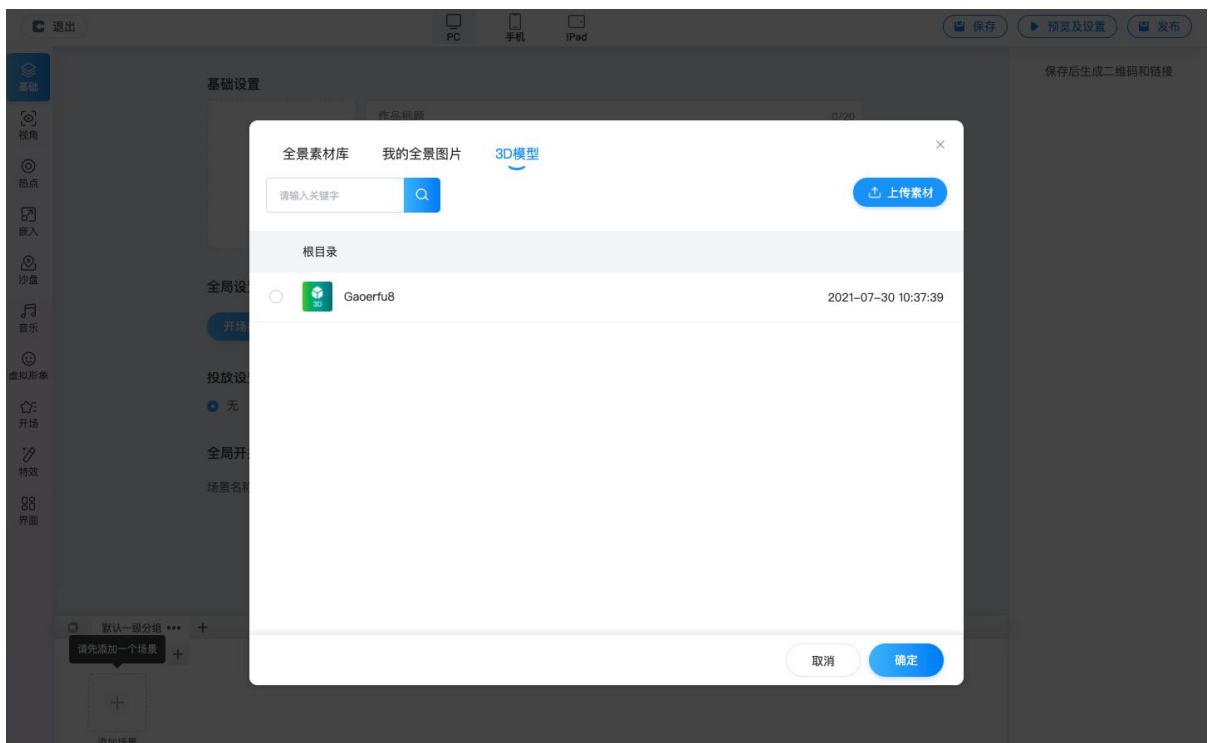 退出
PC
手机
iPad
保存
预览及设置
发布
保存后生成二维码和链接
基础
视角
热点
嵌入
沙盘
音乐
虚拟形象
开场
特效
界面
基础设置
作品标题
0/20
全景素材库
我的全景图片
3D模型
请输入关键字
上传素材
根目录
3D
Gaoerfu8
2021-07-30 10:37:39
取消
确定
全局设
开场
投放设
无
全局开
场景名称
默认一级分组
请先添加一个场景
添加场景